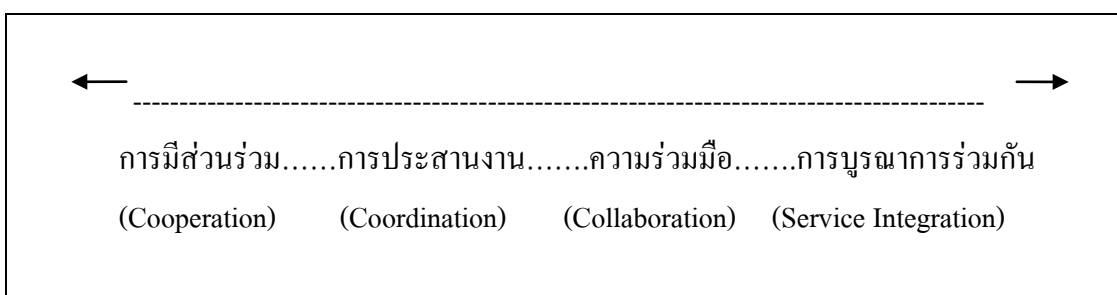 --------------------------------------------------------------------------------------------
การมีส่วนร่วม......การประสานงาน.......ความร่วมมือ.......การบูรณาการร่วมกัน
(Cooperation) (Coordination) (Collaboration) (Service Integration)